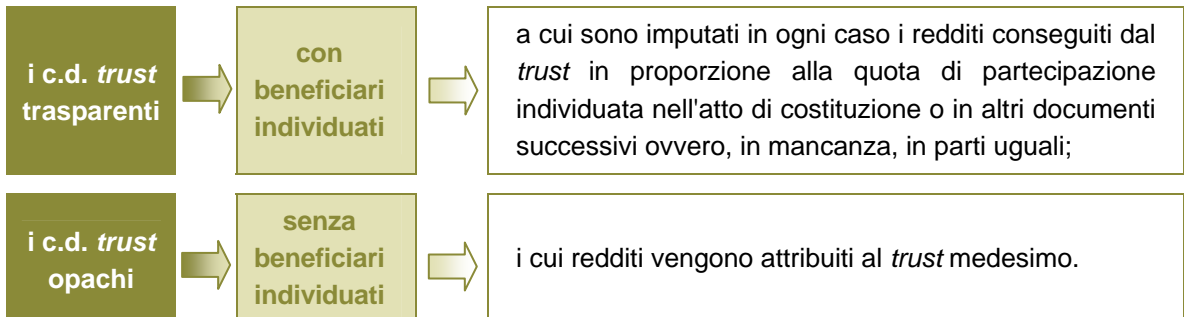 i c.d. trust
trasparenti
con
beneficiari
individuati
a cui sono imputati in ogni caso i redditi conseguiti dal
trust in proporzione alla quota di partecipazione
individuata nell'atto di costituzione o in altri documenti
successivi ovvero, in mancanza, in parti uguali;
i c.d. trust
opachi
senza
beneficiari
individuati
i cui redditi vengono attribuiti al trust medesimo.